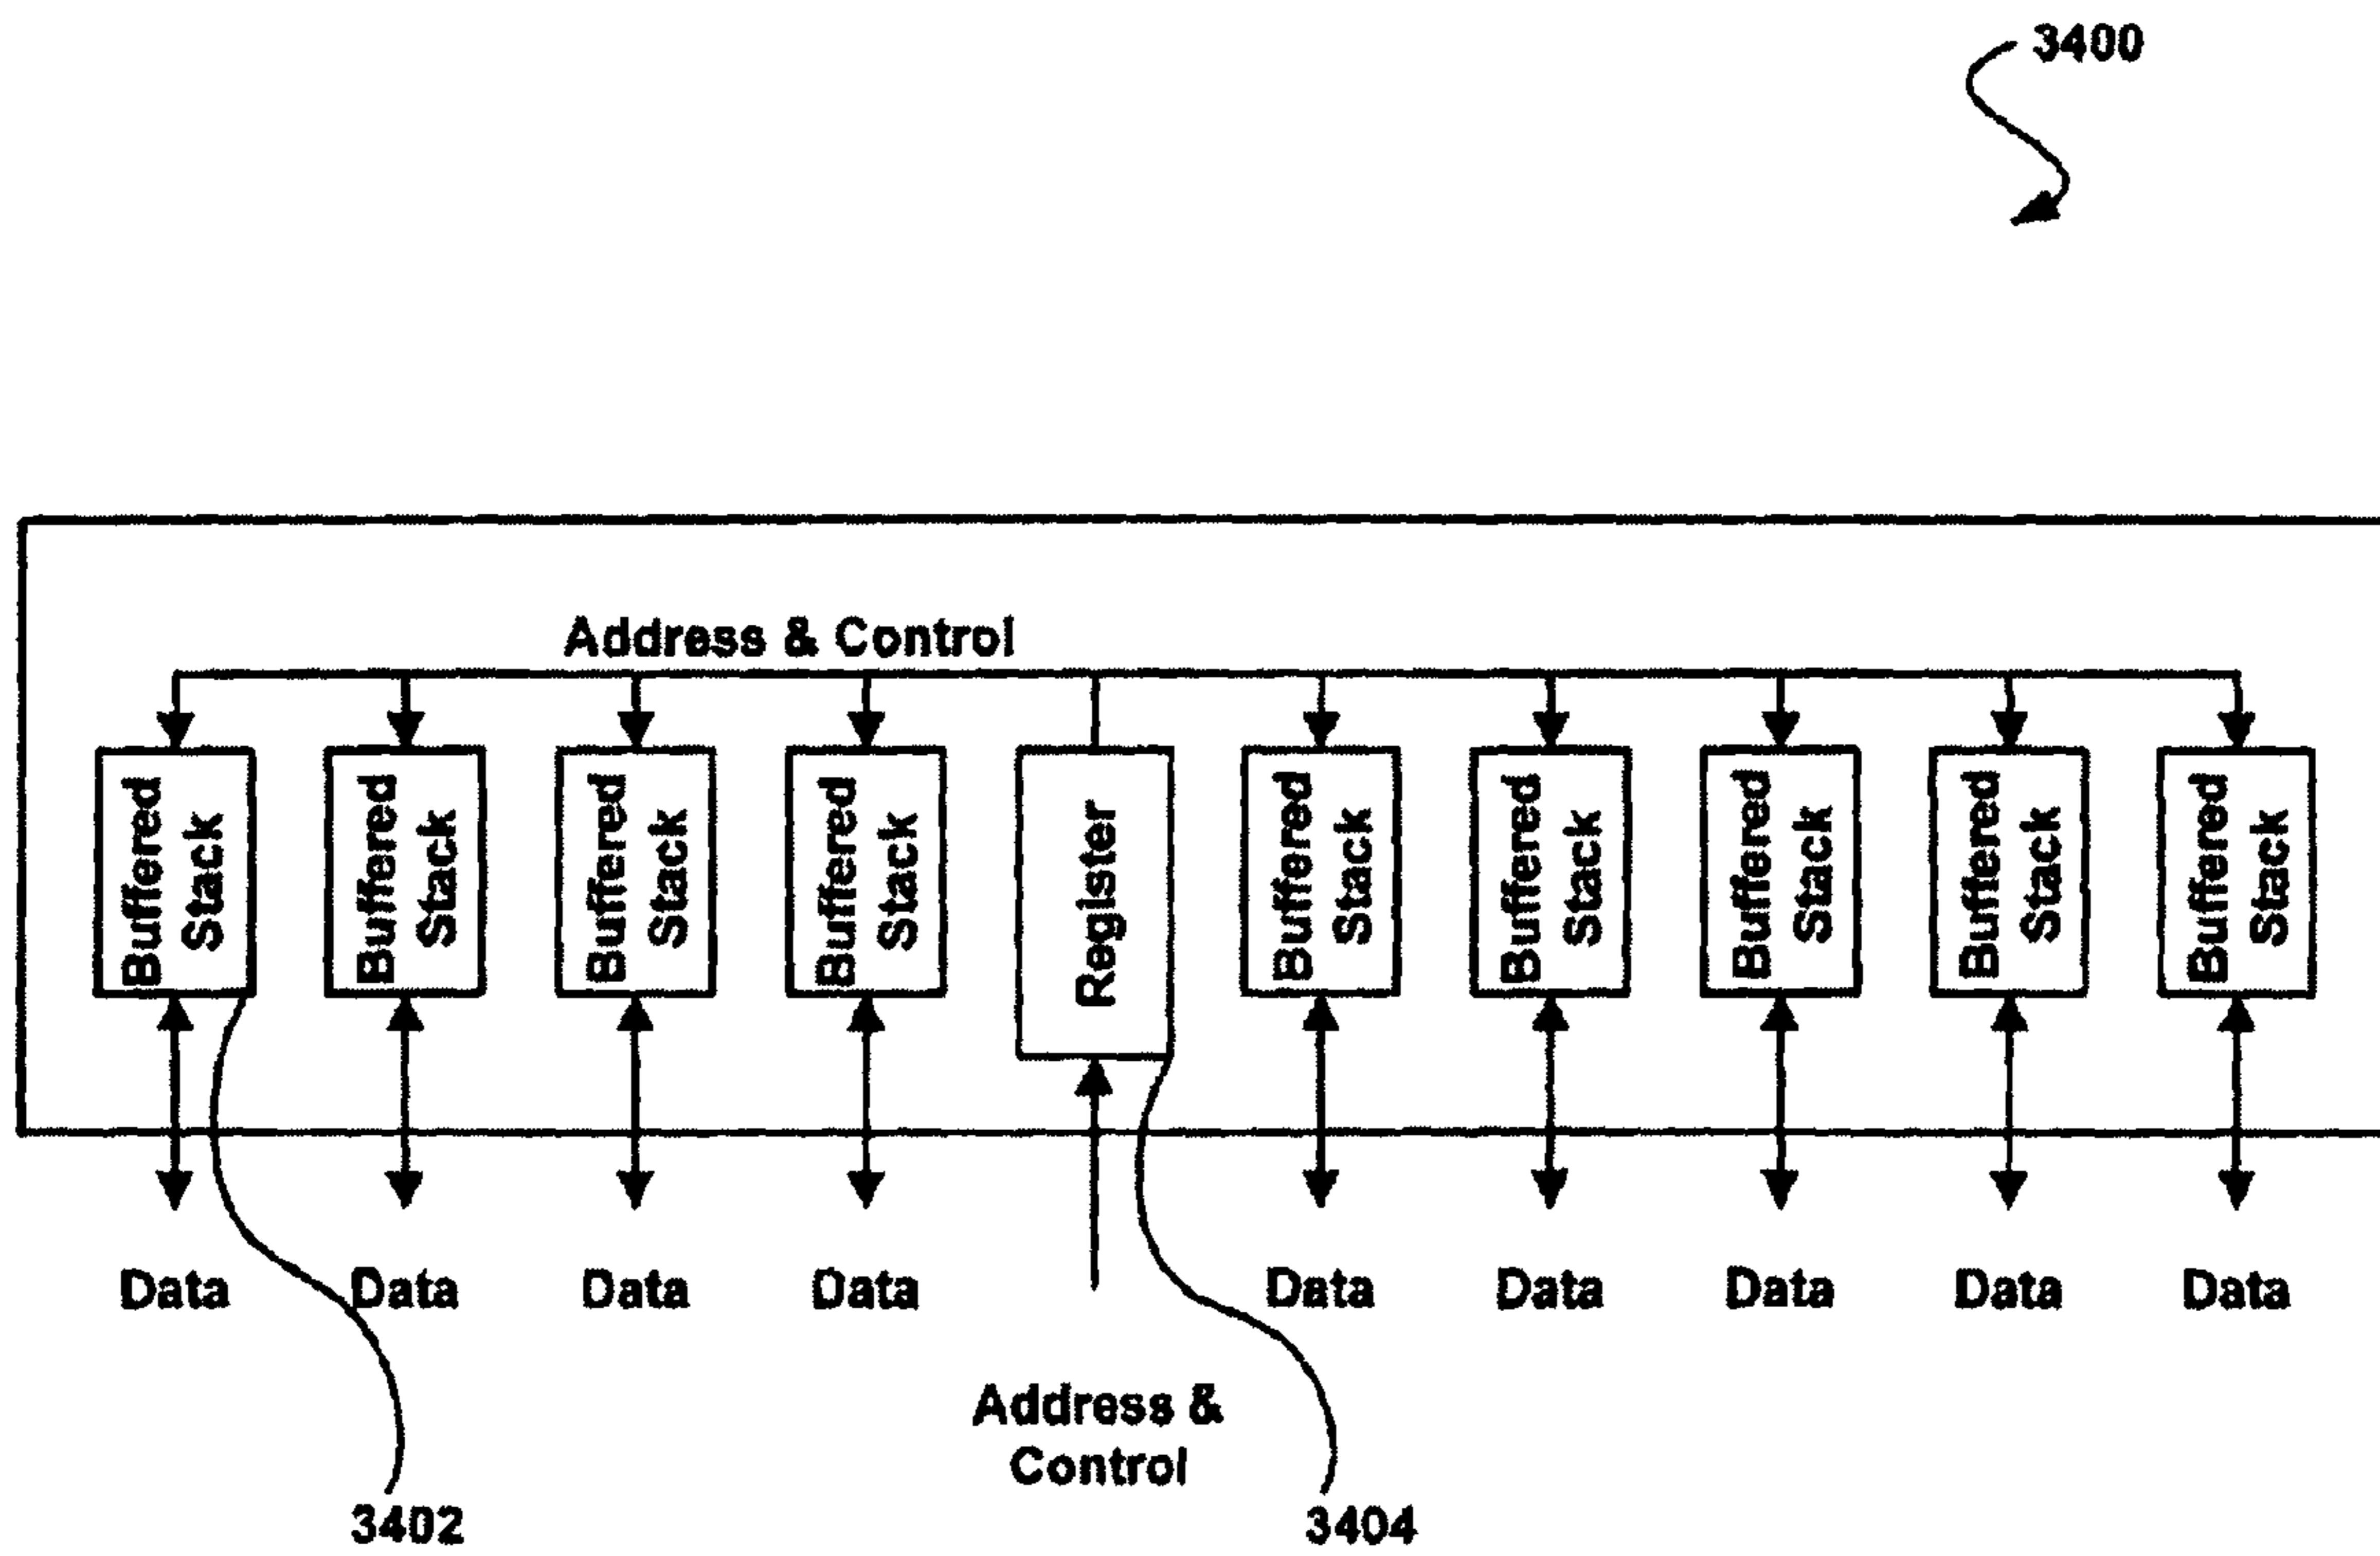 3400
Address & Control
Buffered
Stack
Buffered
Stack
Buffered
Stack
Buffered
Stack
Register
Buffered
Stack
Buffered
Stack
Buffered
Stack
Buffered
Stack
Buffered
Stack
Data
Data
Data
Data
Data
Data
Data
Data
Data
Address &
Control
3402
3404